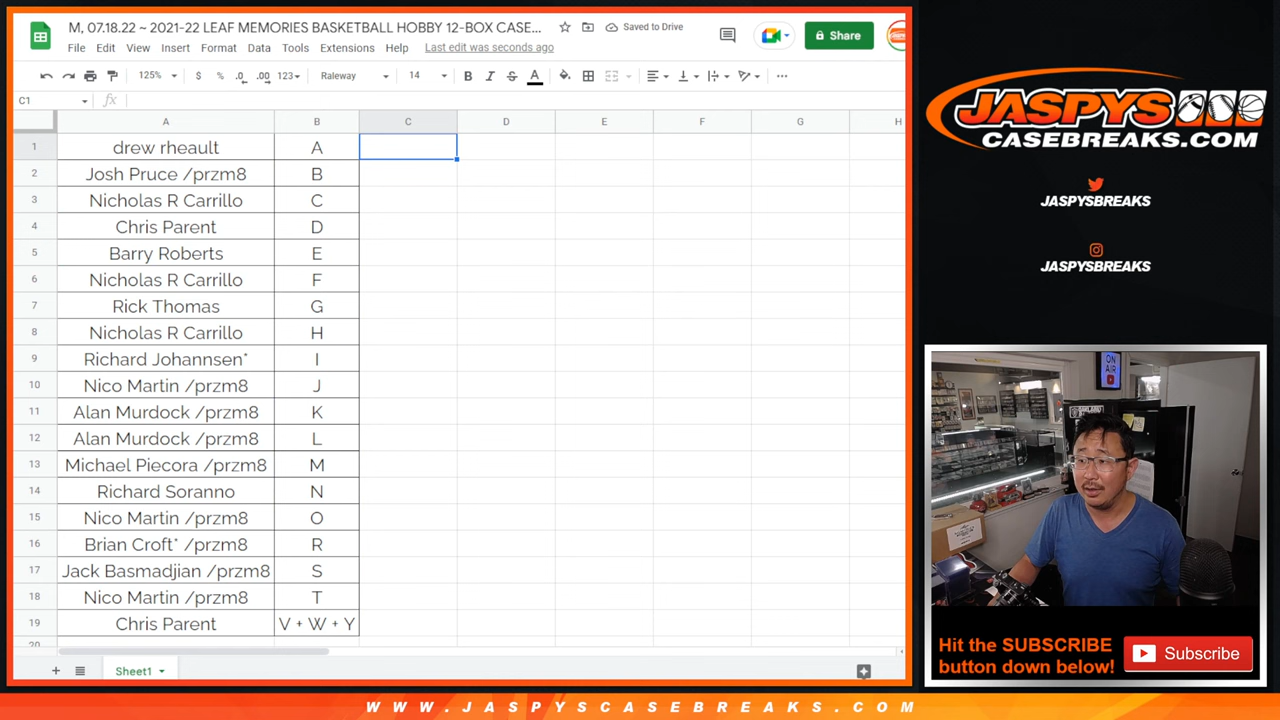 M, 07.18.22 ~ 2021-22 LEAF MEMORIES BASKETBALL HOBBY 12-BOX CASE...
Saved to Drive
Share
File Edit View Insert Format Data Tools Extensions Help Last edit was seconds ago
125% $ % .0 .00 123 Raleway 14 B I S A
C1 fx
A B C D E F G H
1 drew rheault A
2 Josh Pruce /przm8 B
3 Nicholas R Carrillo C
4 Chris Parent D
5 Barry Roberts E
6 Nicholas R Carrillo F
7 Rick Thomas G
8 Nicholas R Carrillo H
9 Richard Johannsen* I
10 Nico Martin /przm8 J
11 Alan Murdock /przm8 K
12 Alan Murdock /przm8 L
13 Michael Piecora /przm8 M
14 Richard Soranno N
15 Nico Martin /przm8 O
16 Brian Croft* /przm8 R
17 Jack Basmadjian /przm8 S
18 Nico Martin /przm8 T
19 Chris Parent V + W + Y
20
Sheet1
JASPYS
CASEBREAKS.COM
JASPYSBREAKS
JASPYSBREAKS
ON
AIR
Hit the SUBSCRIBE
button down below!
Subscribe
WWW.JASPYSCASEBREAKS.COM